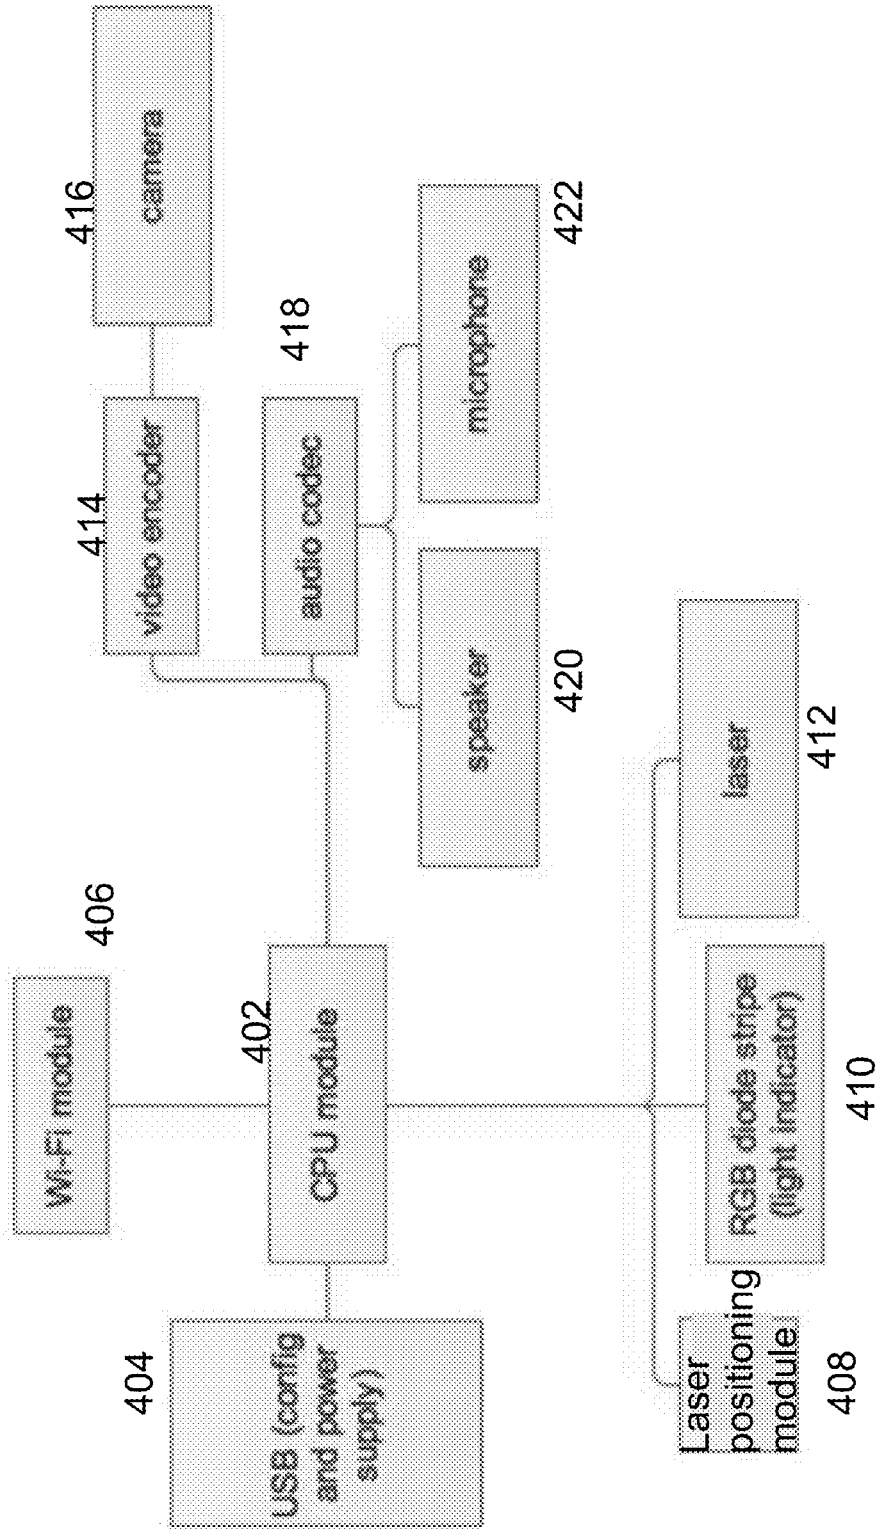 406
Wi-Fi module
404
USB (config
and power
supply)
402
CPU module
414
video encoder
416
camera
418
audio codec
speaker
420
microphone
422
Laser
positioning
module
408
RGB diode stripe
(light indicator)
410
laser
412